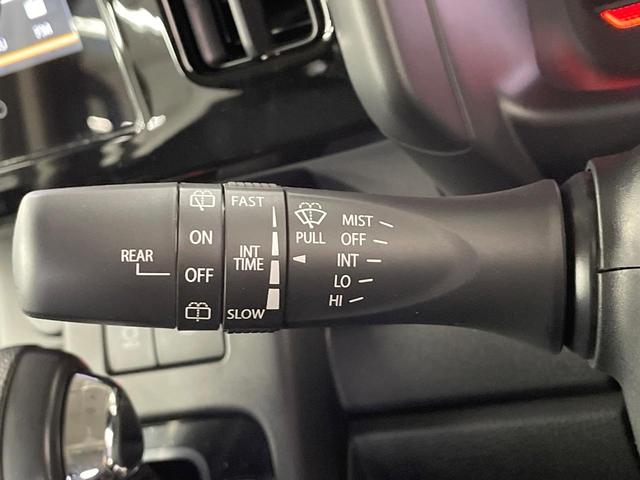 REAR
ON
OFF
FAST
INT
TIME
SLOW
PULL
MIST
OFF
INT
LO
HI